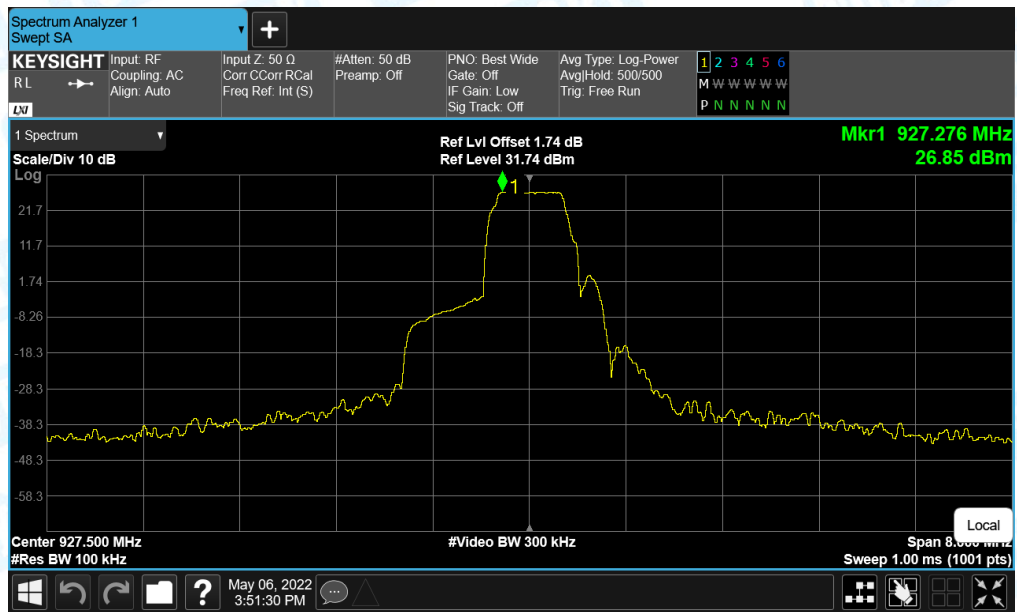 Spectrum Analyzer 1
Swept SA
+
KEYSIGHT
RL
LXI
Input: RF
Coupling: AC
Align: Auto
Input Z: 50 Ω
Corr CCorr RCal
Freq Ref: Int (S)
#Atten: 50 dB
Preamp: Off
PNO: Best Wide
Gate: Off
IF Gain: Low
Sig Track: Off
Avg Type: Log-Power
Avg|Hold: 500/500
Trig: Free Run
1 2 3 4 5 6
M W W W W W
P N N N N N
1 Spectrum
Scale/Div 10 dB
Log
Ref Lvl Offset 1.74 dB
Ref Level 31.74 dBm
Mkr1 927.276 MHz
26.85 dBm
1
21.7
11.7
1.74
-8.26
-18.3
-28.3
-38.3
-48.3
-58.3
Local
Center 927.500 MHz
#Res BW 100 kHz
#Video BW 300 kHz
Span 8.000 MHz
Sweep 1.00 ms (1001 pts)
?
May 06, 2022
3:51:30 PM